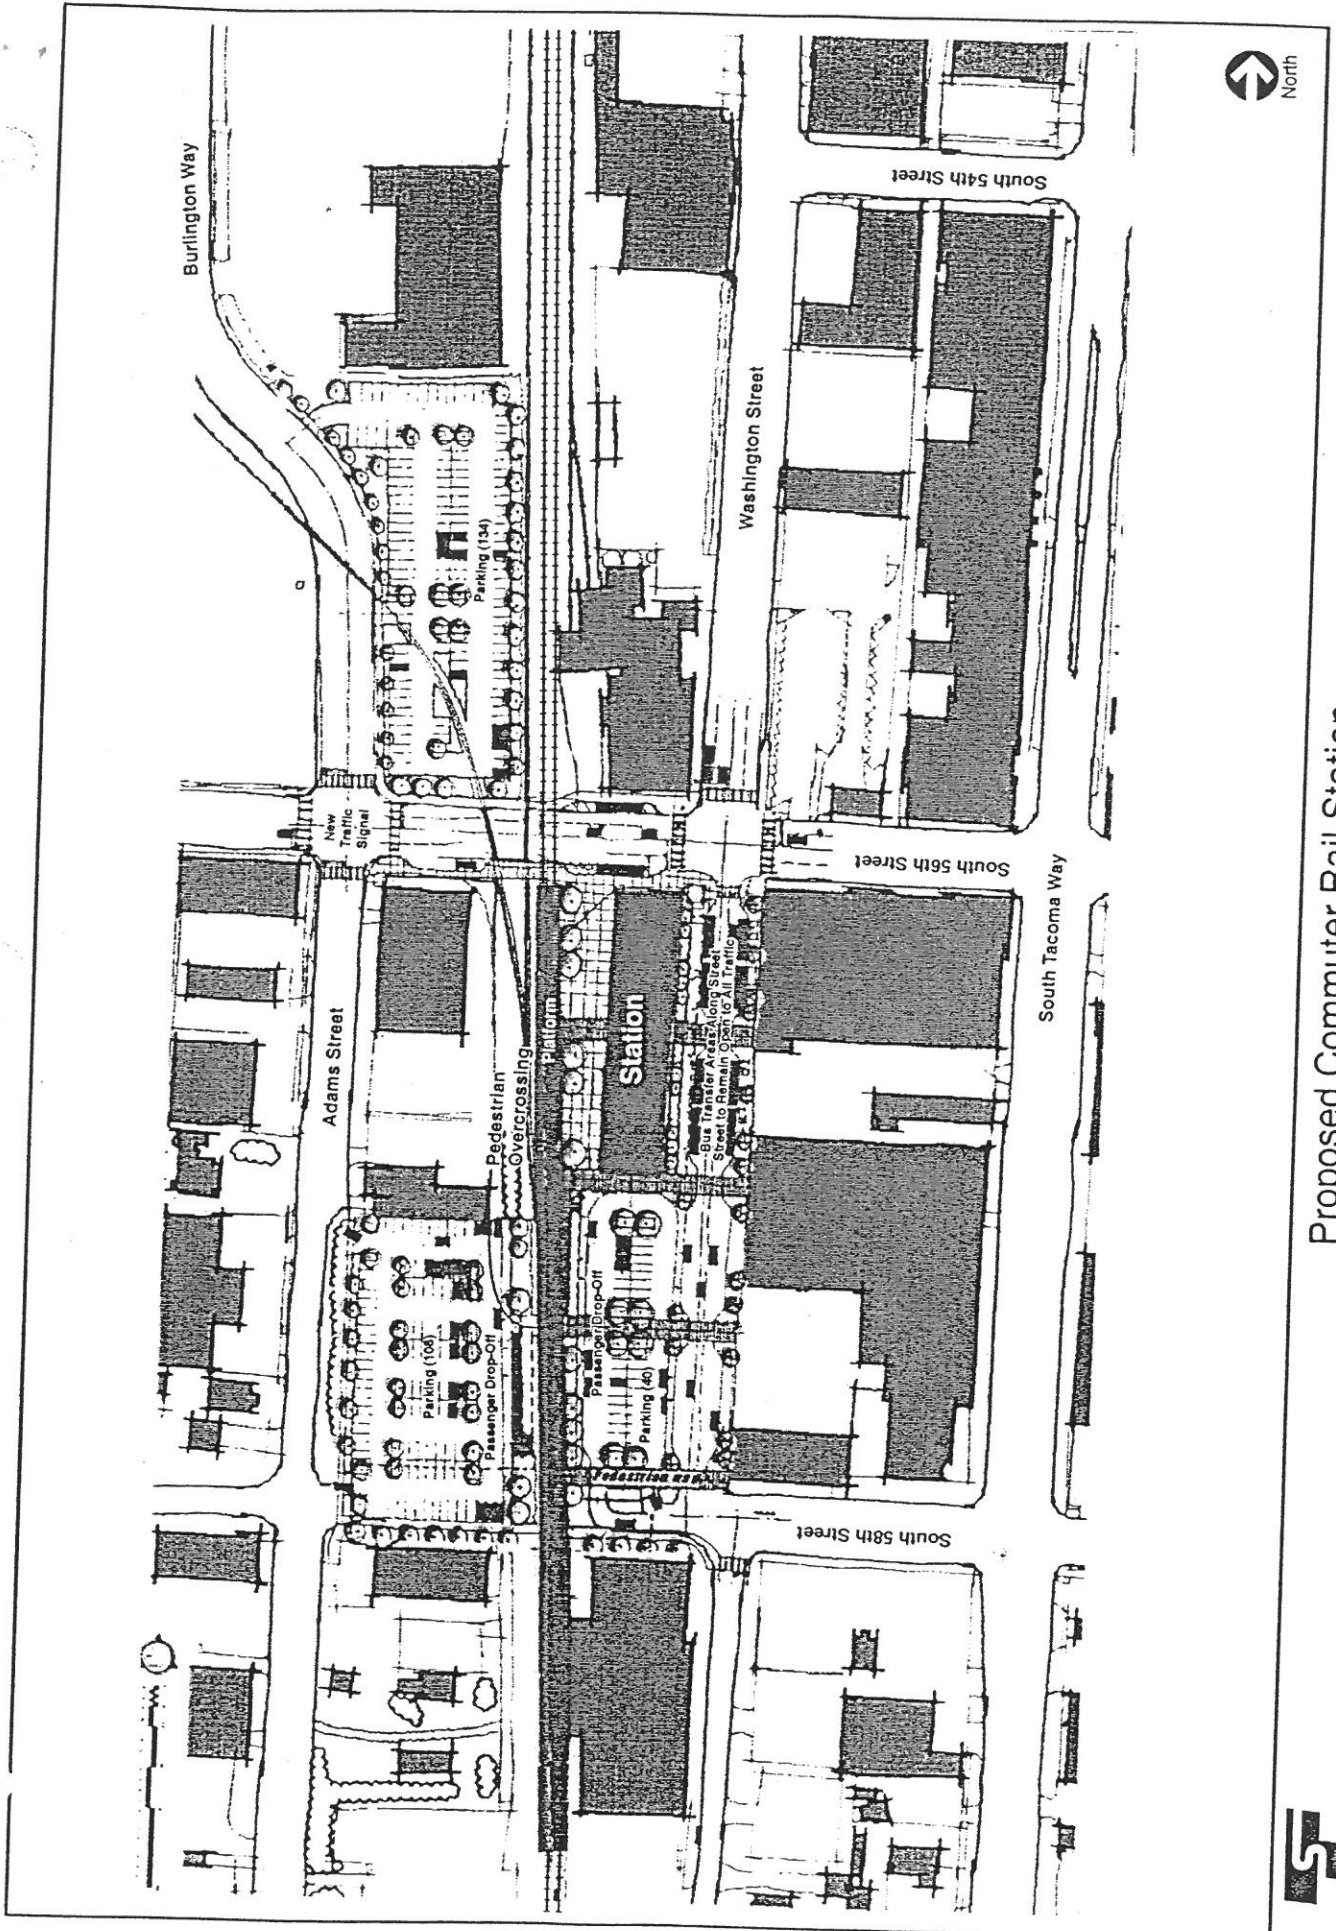 North
Burlington Way
South 54th Street
Washington Street
Parking (134)
New
Traffic
Signal
South 56th Street
South Tacoma Way
Adams Street
Pedestrian
Overcrossing
Platform
Station
Bus Transfer Areas Along Street
Street to Remain Open to All Traffic
Parking (108)
Passenger Drop-Off
Passenger Drop-Off
Parking (40)
South 58th Street
Proposed Commuter Rail Station